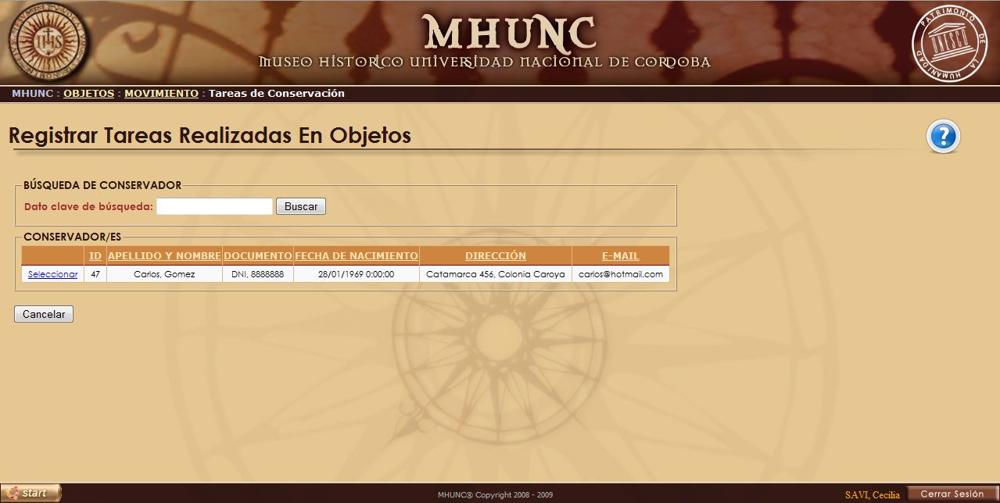 MHUNC
MUSEO HISTORICO UNIVERSIDAD NACIONAL DE CORDOBA
IHS
PATRIMONIO DE LA HUMANIDAD
UNESCO
MHUNC : OBJETOS : MOVIMIENTO : Tareas de Conservación
Registrar Tareas Realizadas En Objetos
?
BÚSQUEDA DE CONSERVADOR
Dato clave de búsqueda: Buscar
CONSERVADOR/ES
ID APELLIDO Y NOMBRE DOCUMENTO FECHA DE NACIMIENTO DIRECCIÓN E-MAIL
Seleccionar 47 Carlos, Gomez DNI, 8888888 28/01/1969 0:00:00 Catamarca 456, Colonia Caroya carlos@hotmail.com
Cancelar
start MHUNC® Copyright 2008 - 2009 SAVI, Cecilia Cerrar Sesión